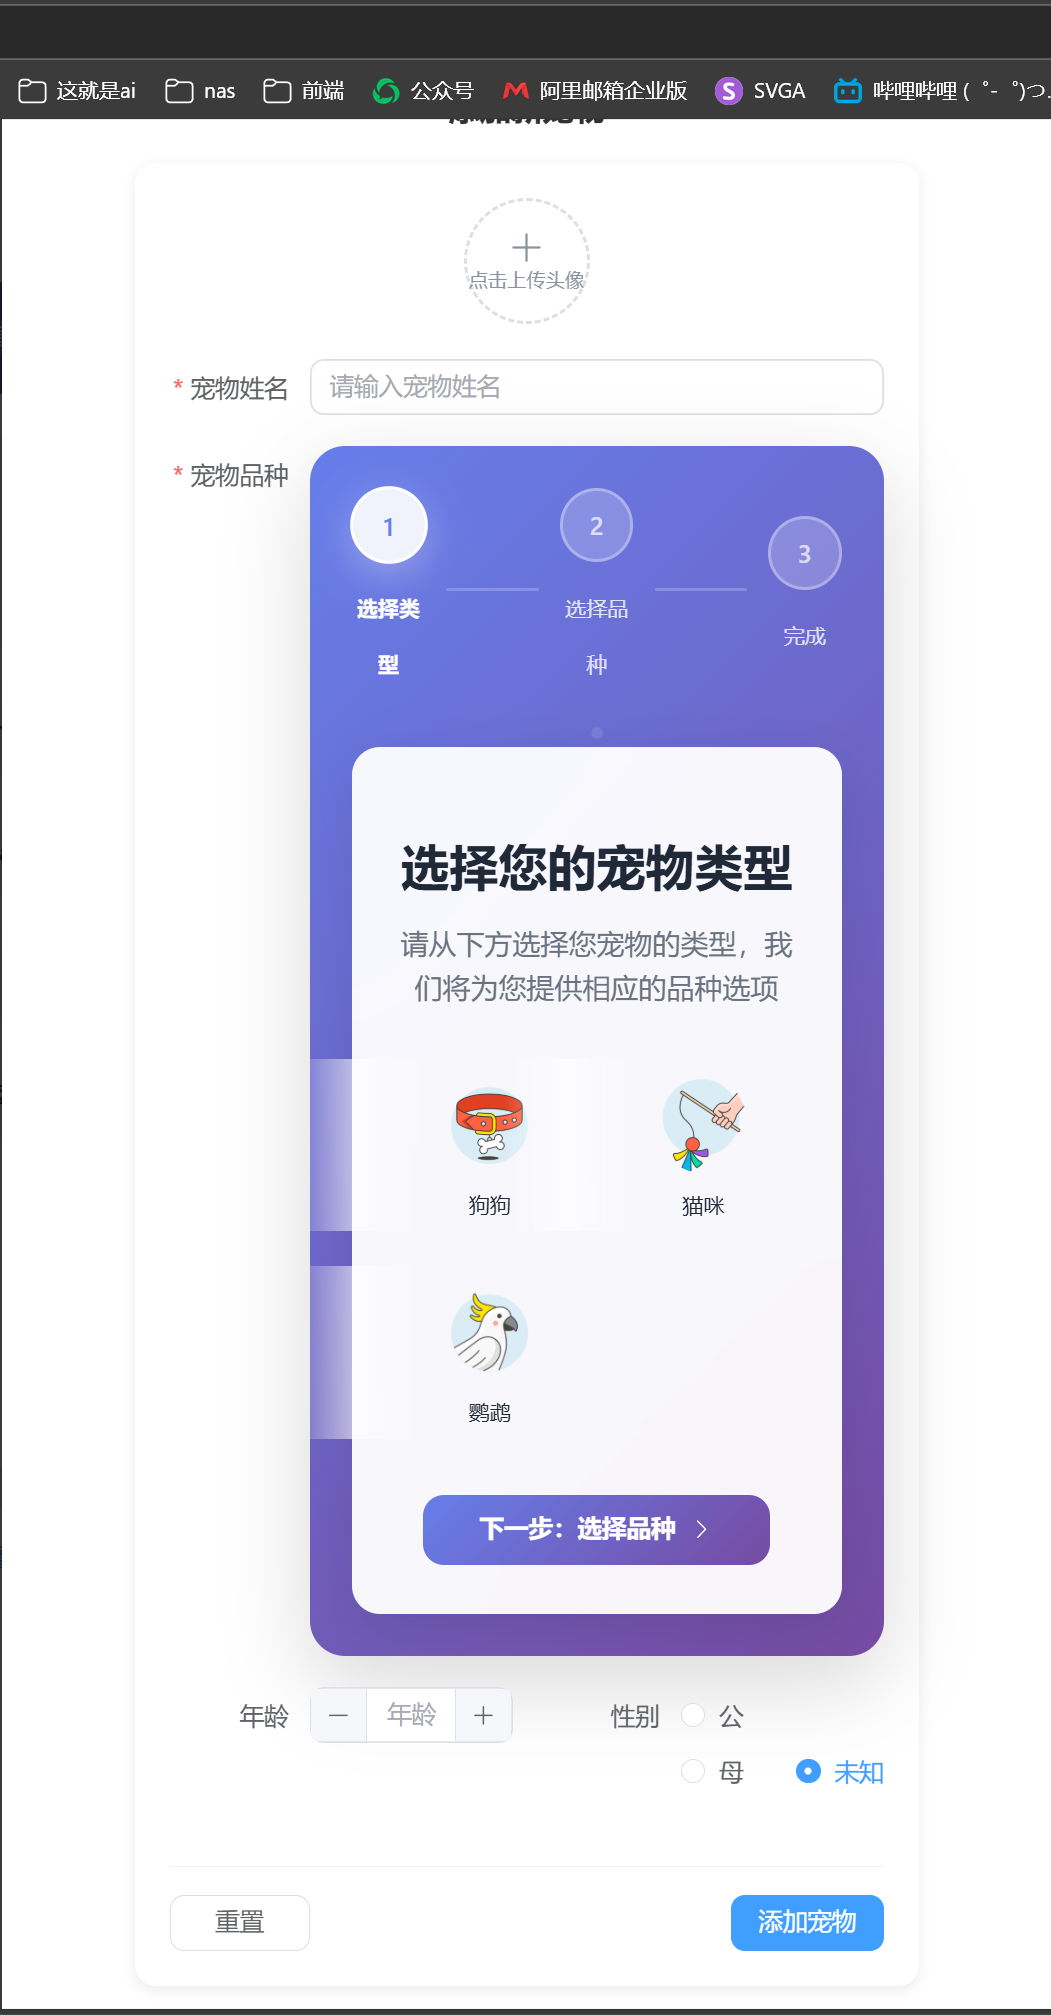 这就是ai
nas
前端
公众号
阿里邮箱企业版
SVGA
哔哩哔哩 (゜-゜)つ.
点击上传头像
* 宠物姓名
请输入宠物姓名
* 宠物品种
1
2
3
选择类
型
选择品
种
完成
选择您的宠物类型
请从下方选择您宠物的类型，我
们将为您提供相应的品种选项
狗狗
猫咪
鹦鹉
下一步：选择品种
年龄
年龄
性别
公
母
未知
重置
添加宠物